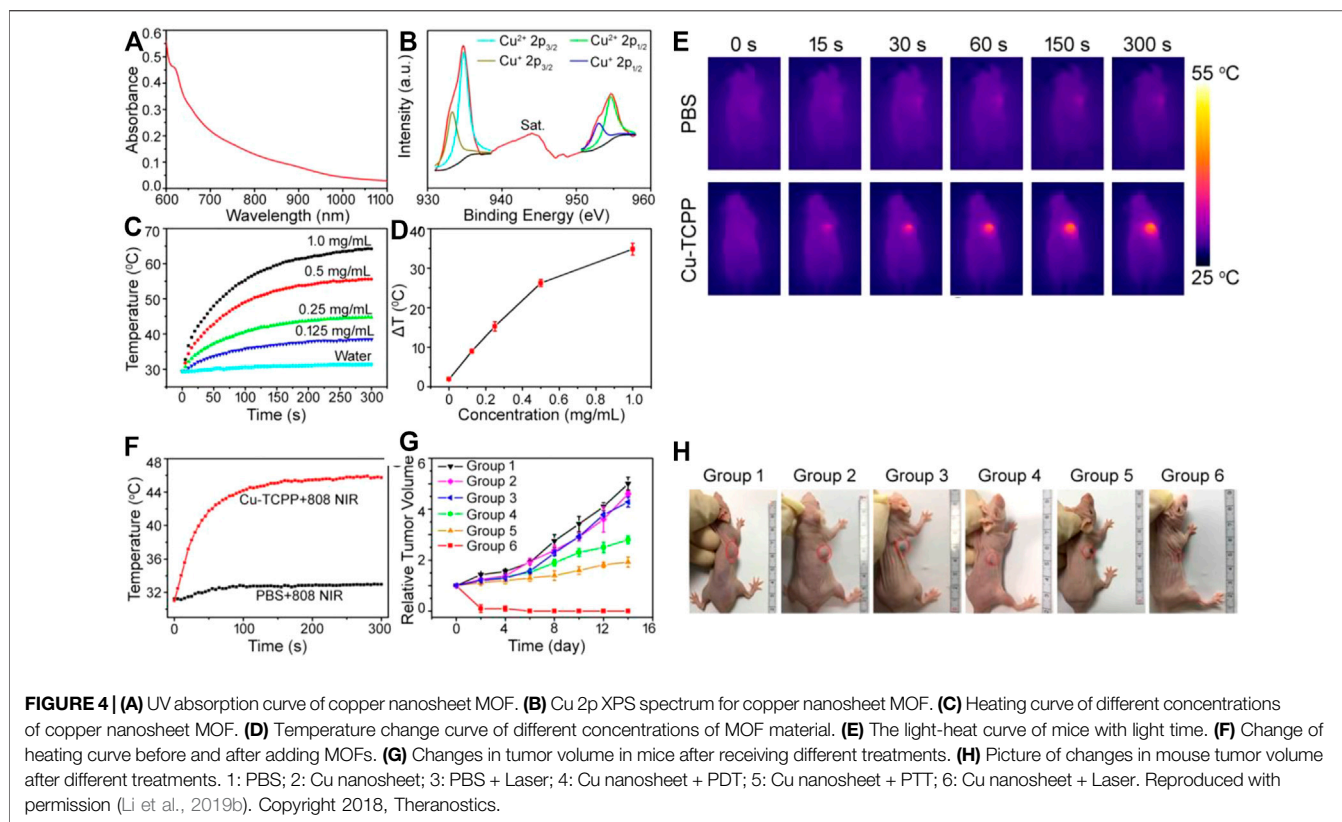 A
Absorbance
0.6
0.5
0.4
0.3
0.2
0.1
0.0
600 700 800 900 1000 1100
Wavelength (nm)
B
Intensity (a.u.)
Cu²⁺ 2p₃/₂
Cu²⁺ 2p₁/₂
Cu⁺ 2p₃/₂
Cu⁺ 2p₁/₂
Sat.
930 940 950 960
Binding Energy (eV)
E
0 s 15 s 30 s 60 s 150 s 300 s
PBS
Cu-TCPP
55 ºC
25 ºC
C
Temperature (⁰C)
70
60
50
40
30
1.0 mg/mL
0.5 mg/mL
0.25 mg/mL
0.125 mg/mL
Water
0 50 100 150 200 250 300
Time (s)
D
ΔT (⁰C)
40
30
20
10
0
0.0 0.2 0.4 0.6 0.8 1.0
Concentration (mg/mL)
F
Temperature (⁰C)
48
44
40
36
32
Cu-TCPP+808 NIR
PBS+808 NIR
0 100 200 300
Time (s)
G
Relative Tumor Volume
6
5
4
3
2
1
0
Group 1
Group 2
Group 3
Group 4
Group 5
Group 6
0 4 8 12 16
Time (day)
H
Group 1 Group 2 Group 3 Group 4 Group 5 Group 6
FIGURE 4 | (A) UV absorption curve of copper nanosheet MOF. (B) Cu 2p XPS spectrum for copper nanosheet MOF. (C) Heating curve of different concentrations
of copper nanosheet MOF. (D) Temperature change curve of different concentrations of MOF material. (E) The light-heat curve of mice with light time. (F) Change of
heating curve before and after adding MOFs. (G) Changes in tumor volume in mice after receiving different treatments. (H) Picture of changes in mouse tumor volume
after different treatments. 1: PBS; 2: Cu nanosheet; 3: PBS + Laser; 4: Cu nanosheet + PDT; 5: Cu nanosheet + PTT; 6: Cu nanosheet + Laser. Reproduced with
permission (Li et al., 2019b). Copyright 2018, Theranostics.